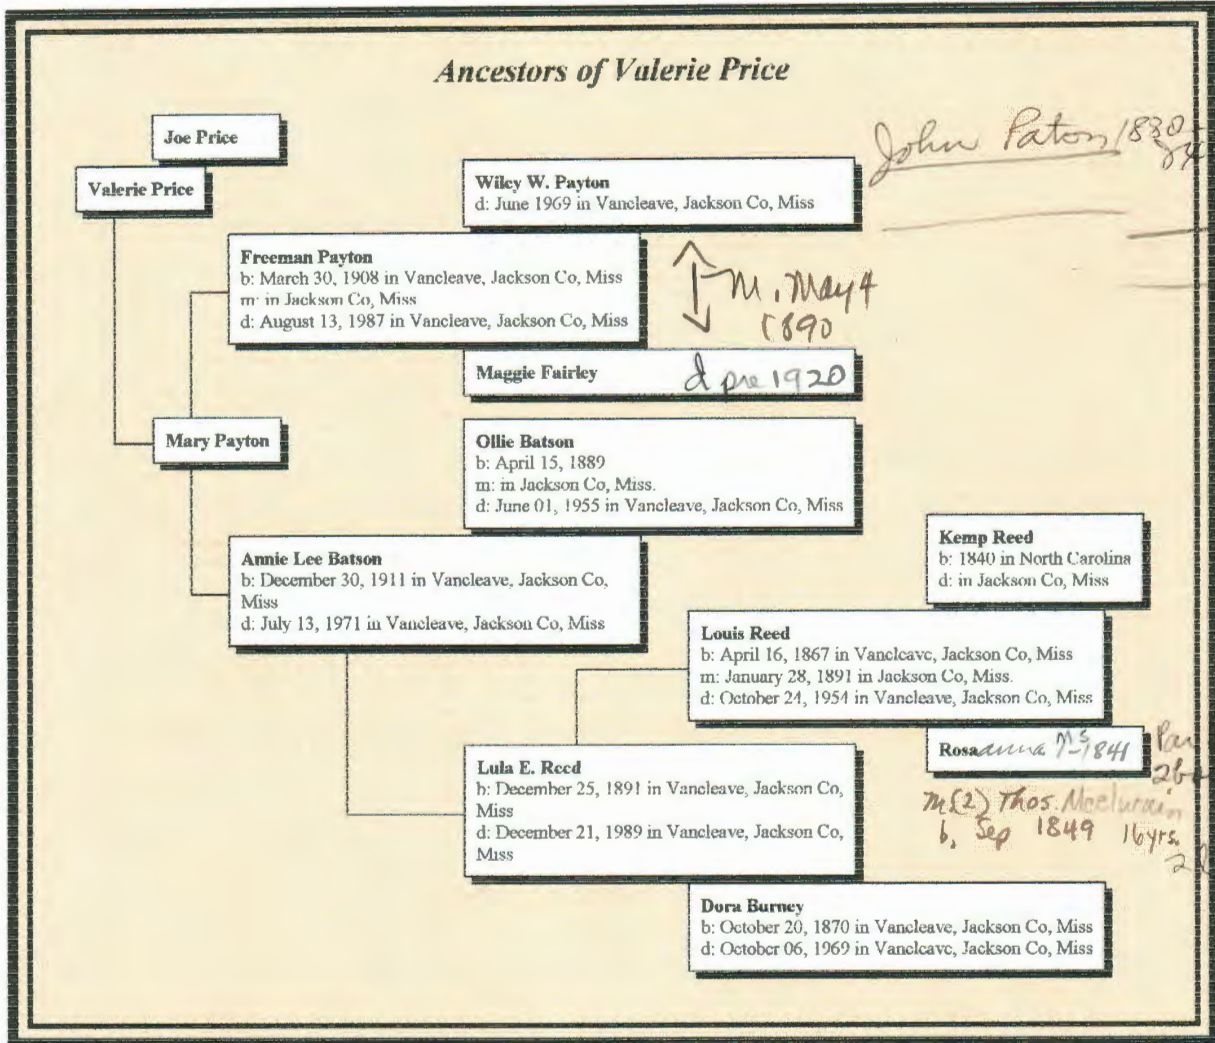 Ancestors of Valerie Price
Joe Price
John Paton 1880-
Valerie Price
Wiley W. Payton
d: June 1969 in Vancleave, Jackson Co, Miss
Freeman Payton
b: March 30, 1908 in Vancleave, Jackson Co, Miss
m: in Jackson Co, Miss
d: August 13, 1987 in Vancleave, Jackson Co, Miss
M. May 4
1890
Maggie Fairley d pre 1920
Mary Payton
Ollie Batson
b: April 15, 1889
m: in Jackson Co, Miss.
d: June 01, 1955 in Vancleave, Jackson Co, Miss
Kemp Reed
b: 1840 in North Carolina
d: in Jackson Co, Miss
Annie Lee Batson
b: December 30, 1911 in Vancleave, Jackson Co,
Miss
d: July 13, 1971 in Vancleave, Jackson Co, Miss
Louis Reed
b: April 16, 1867 in Vancleave, Jackson Co, Miss
m: January 28, 1891 in Jackson Co, Miss.
d: October 24, 1954 in Vancleave, Jackson Co, Miss
Rosaanna Ms-1841
M(2) Thos. McElwain
b, Sep 1849 16yrs.
Lula E. Reed
b: December 25, 1891 in Vancleave, Jackson Co,
Miss
d: December 21, 1989 in Vancleave, Jackson Co,
Miss
Dora Burney
b: October 20, 1870 in Vancleave, Jackson Co, Miss
d: October 06, 1969 in Vancleave, Jackson Co, Miss